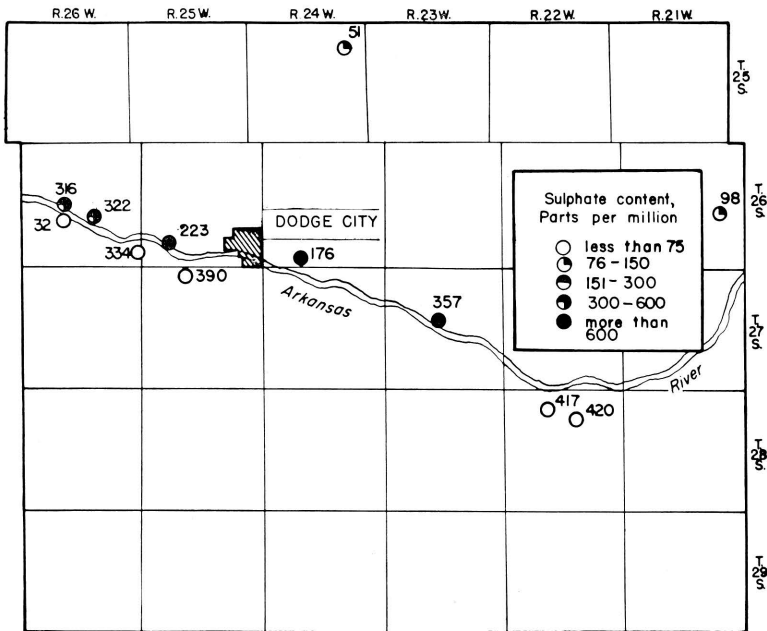 R.26 W. R.25 W. R.24 W. R.23 W. R.22 W. R.21 W.
51
T.
25
S.
316
322
32
223
334
390
DODGE CITY
176
Arkansas
357
Sulphate content,
Parts per million
less than 75
76-150
151-300
300-600
more than
600
98
T.
26
S.
T.
27
S.
River
417
420
T.
28
S.
T.
29
S.